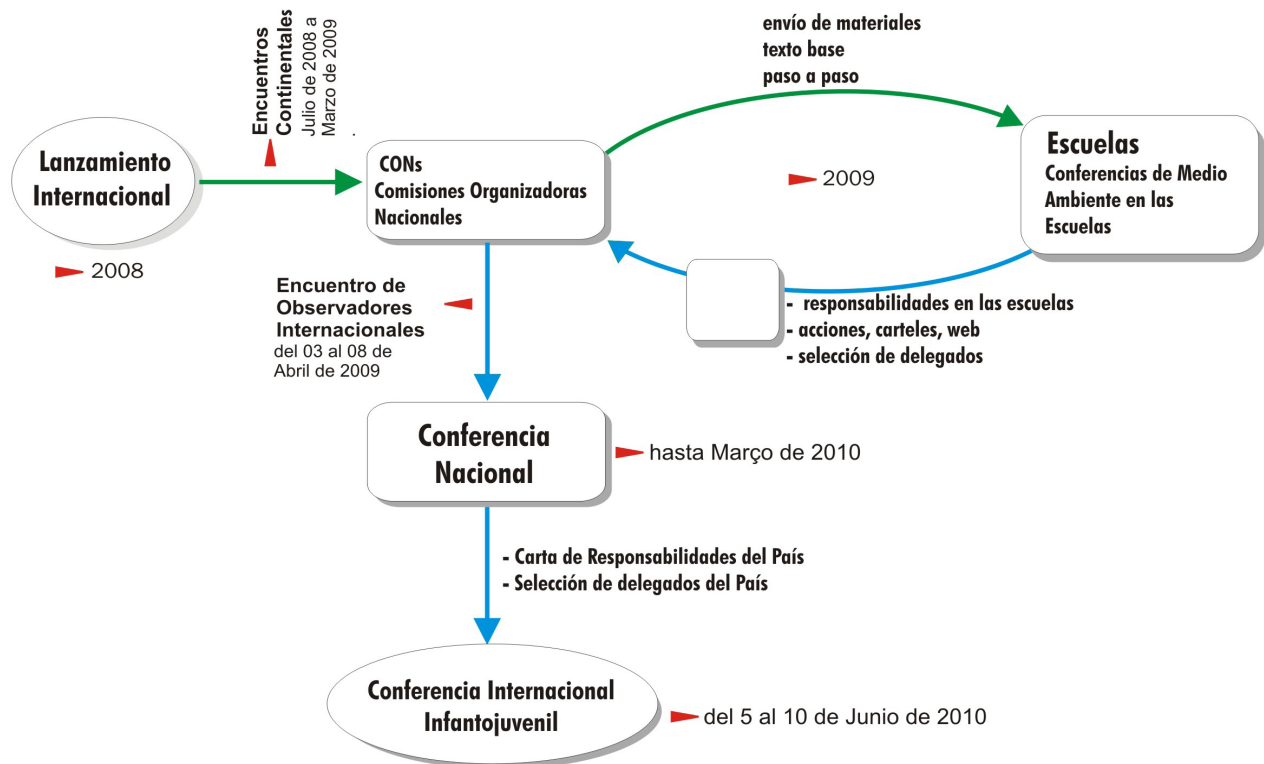 Encuentros
Continentales
Julio de 2008 a
Marzo de 2009
.
envío de materiales
texto base
paso a paso
Lanzamiento
Internacional
2008
CONs
Comisiones Organizadoras
Nacionales
2009
Escuelas
Conferencias de Medio
Ambiente en las
Escuelas
Encuentro de
Observadores
Internacionales
del 03 al 08 de
Abril de 2009
- responsabilidades en las escuelas
- acciones, carteles, web
- selección de delegados
Conferencia
Nacional
hasta Março de 2010
- Carta de Responsabilidades del País
- Selección de delegados del País
Conferencia Internacional
Infantojuvenil
del 5 al 10 de Junio de 2010